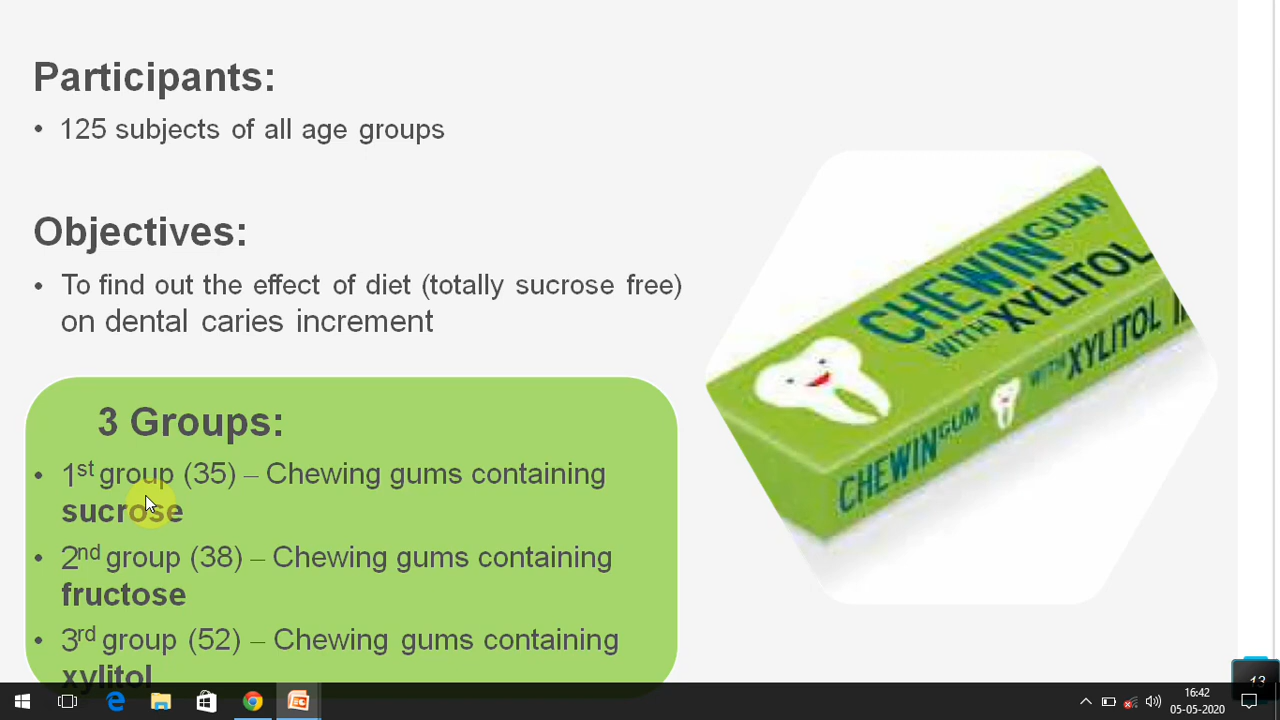 Participants:
• 125 subjects of all age groups
Objectives:
• To find out the effect of diet (totally sucrose free)
on dental caries increment
3 Groups:
• 1st group (35) – Chewing gums containing
sucrose
• 2nd group (38) – Chewing gums containing
fructose
• 3rd group (52) – Chewing gums containing
xylitol
CHEWINGUM
WITH XYLITOL
CHEWINGUM WITH XYLITOL
13
16:42
05-05-2020